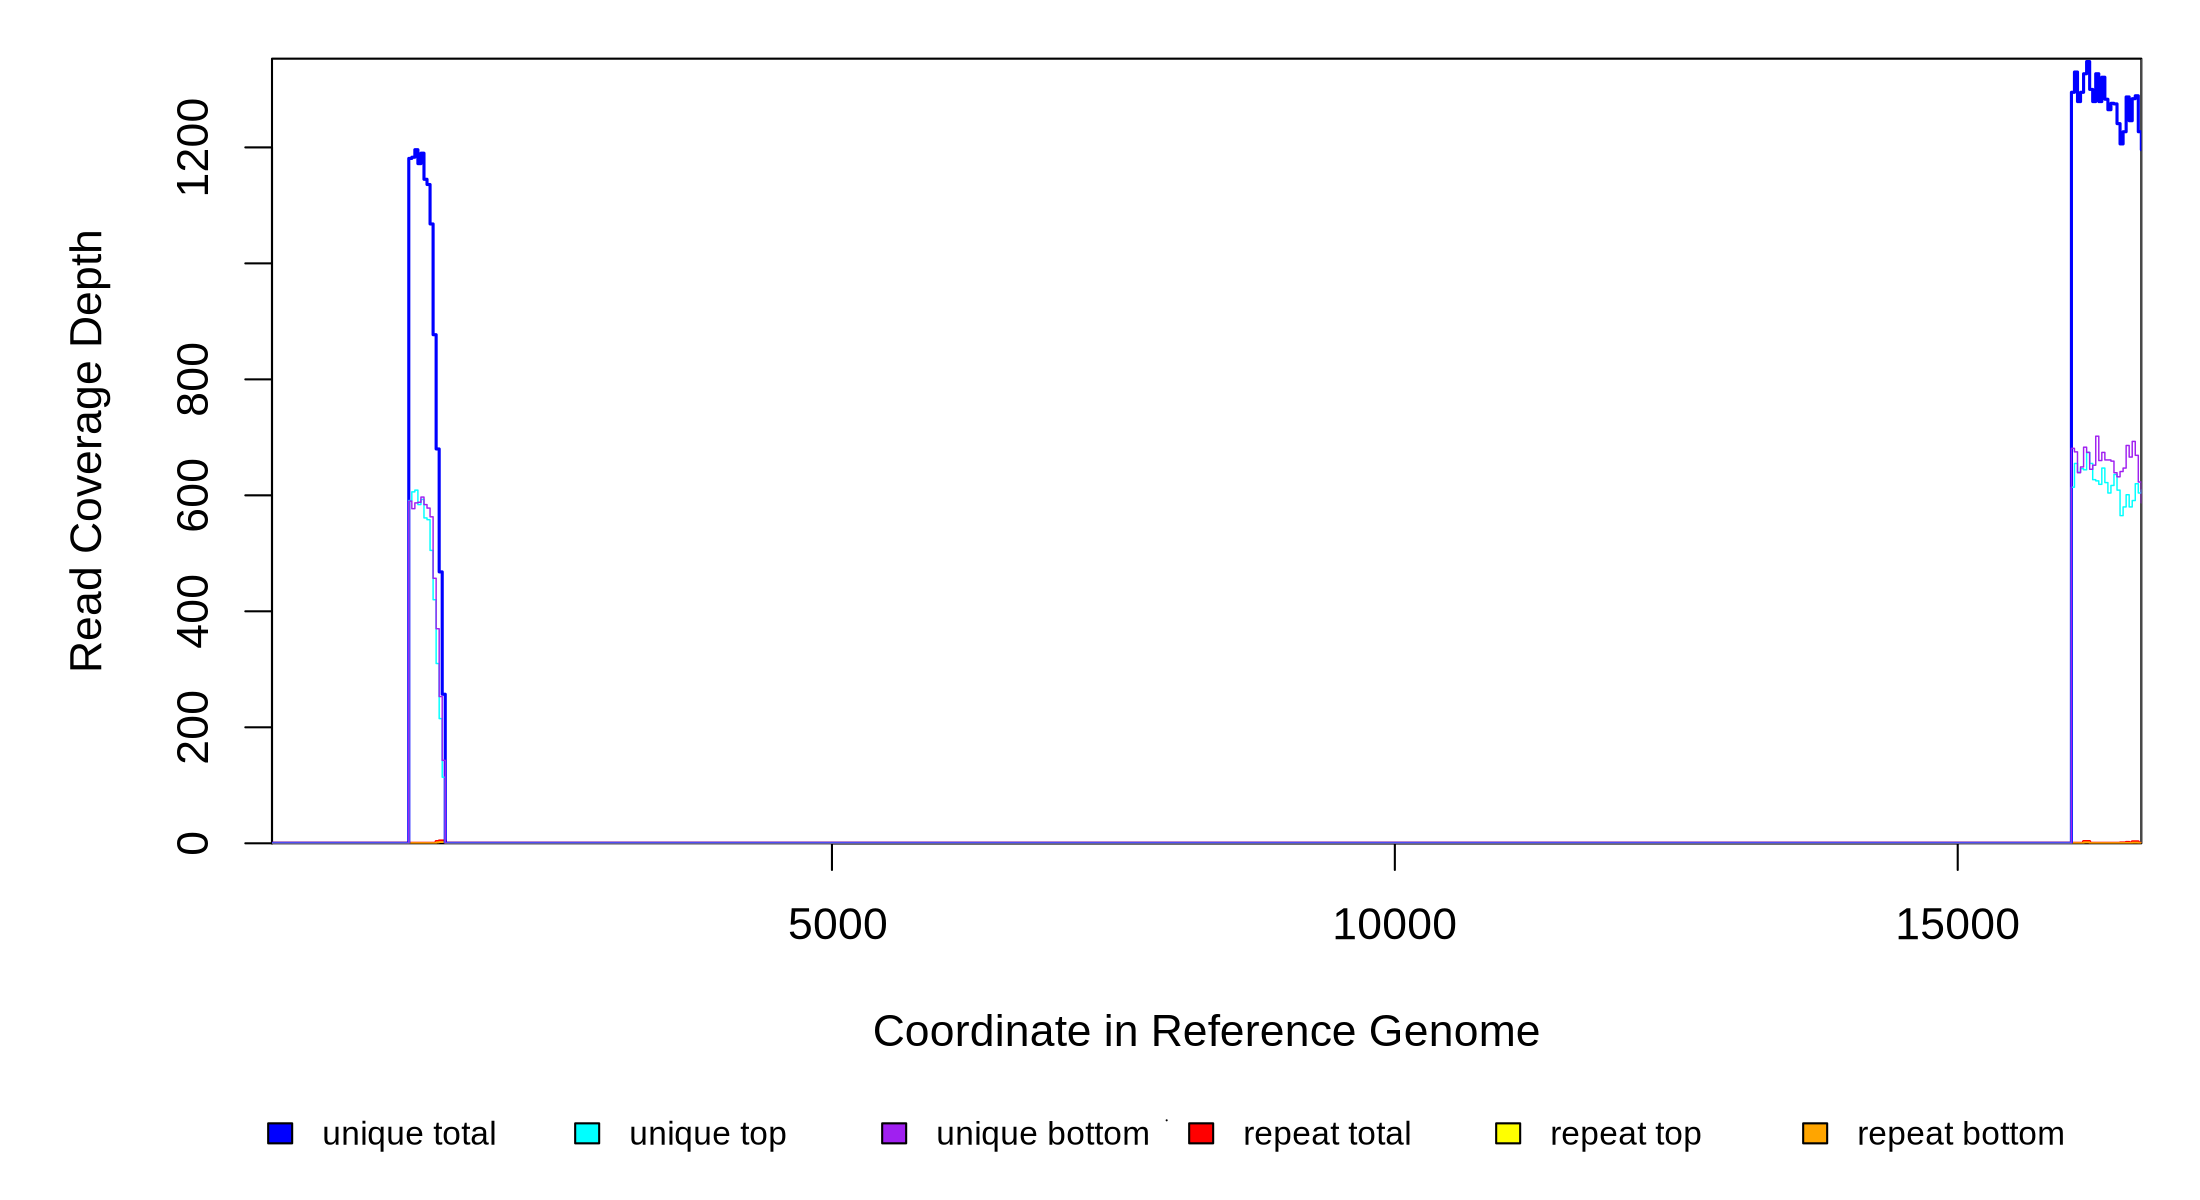 Read Coverage Depth
1200
800
600
400
200
0
5000 10000 15000
Coordinate in Reference Genome
unique total unique top unique bottom repeat total repeat top repeat bottom